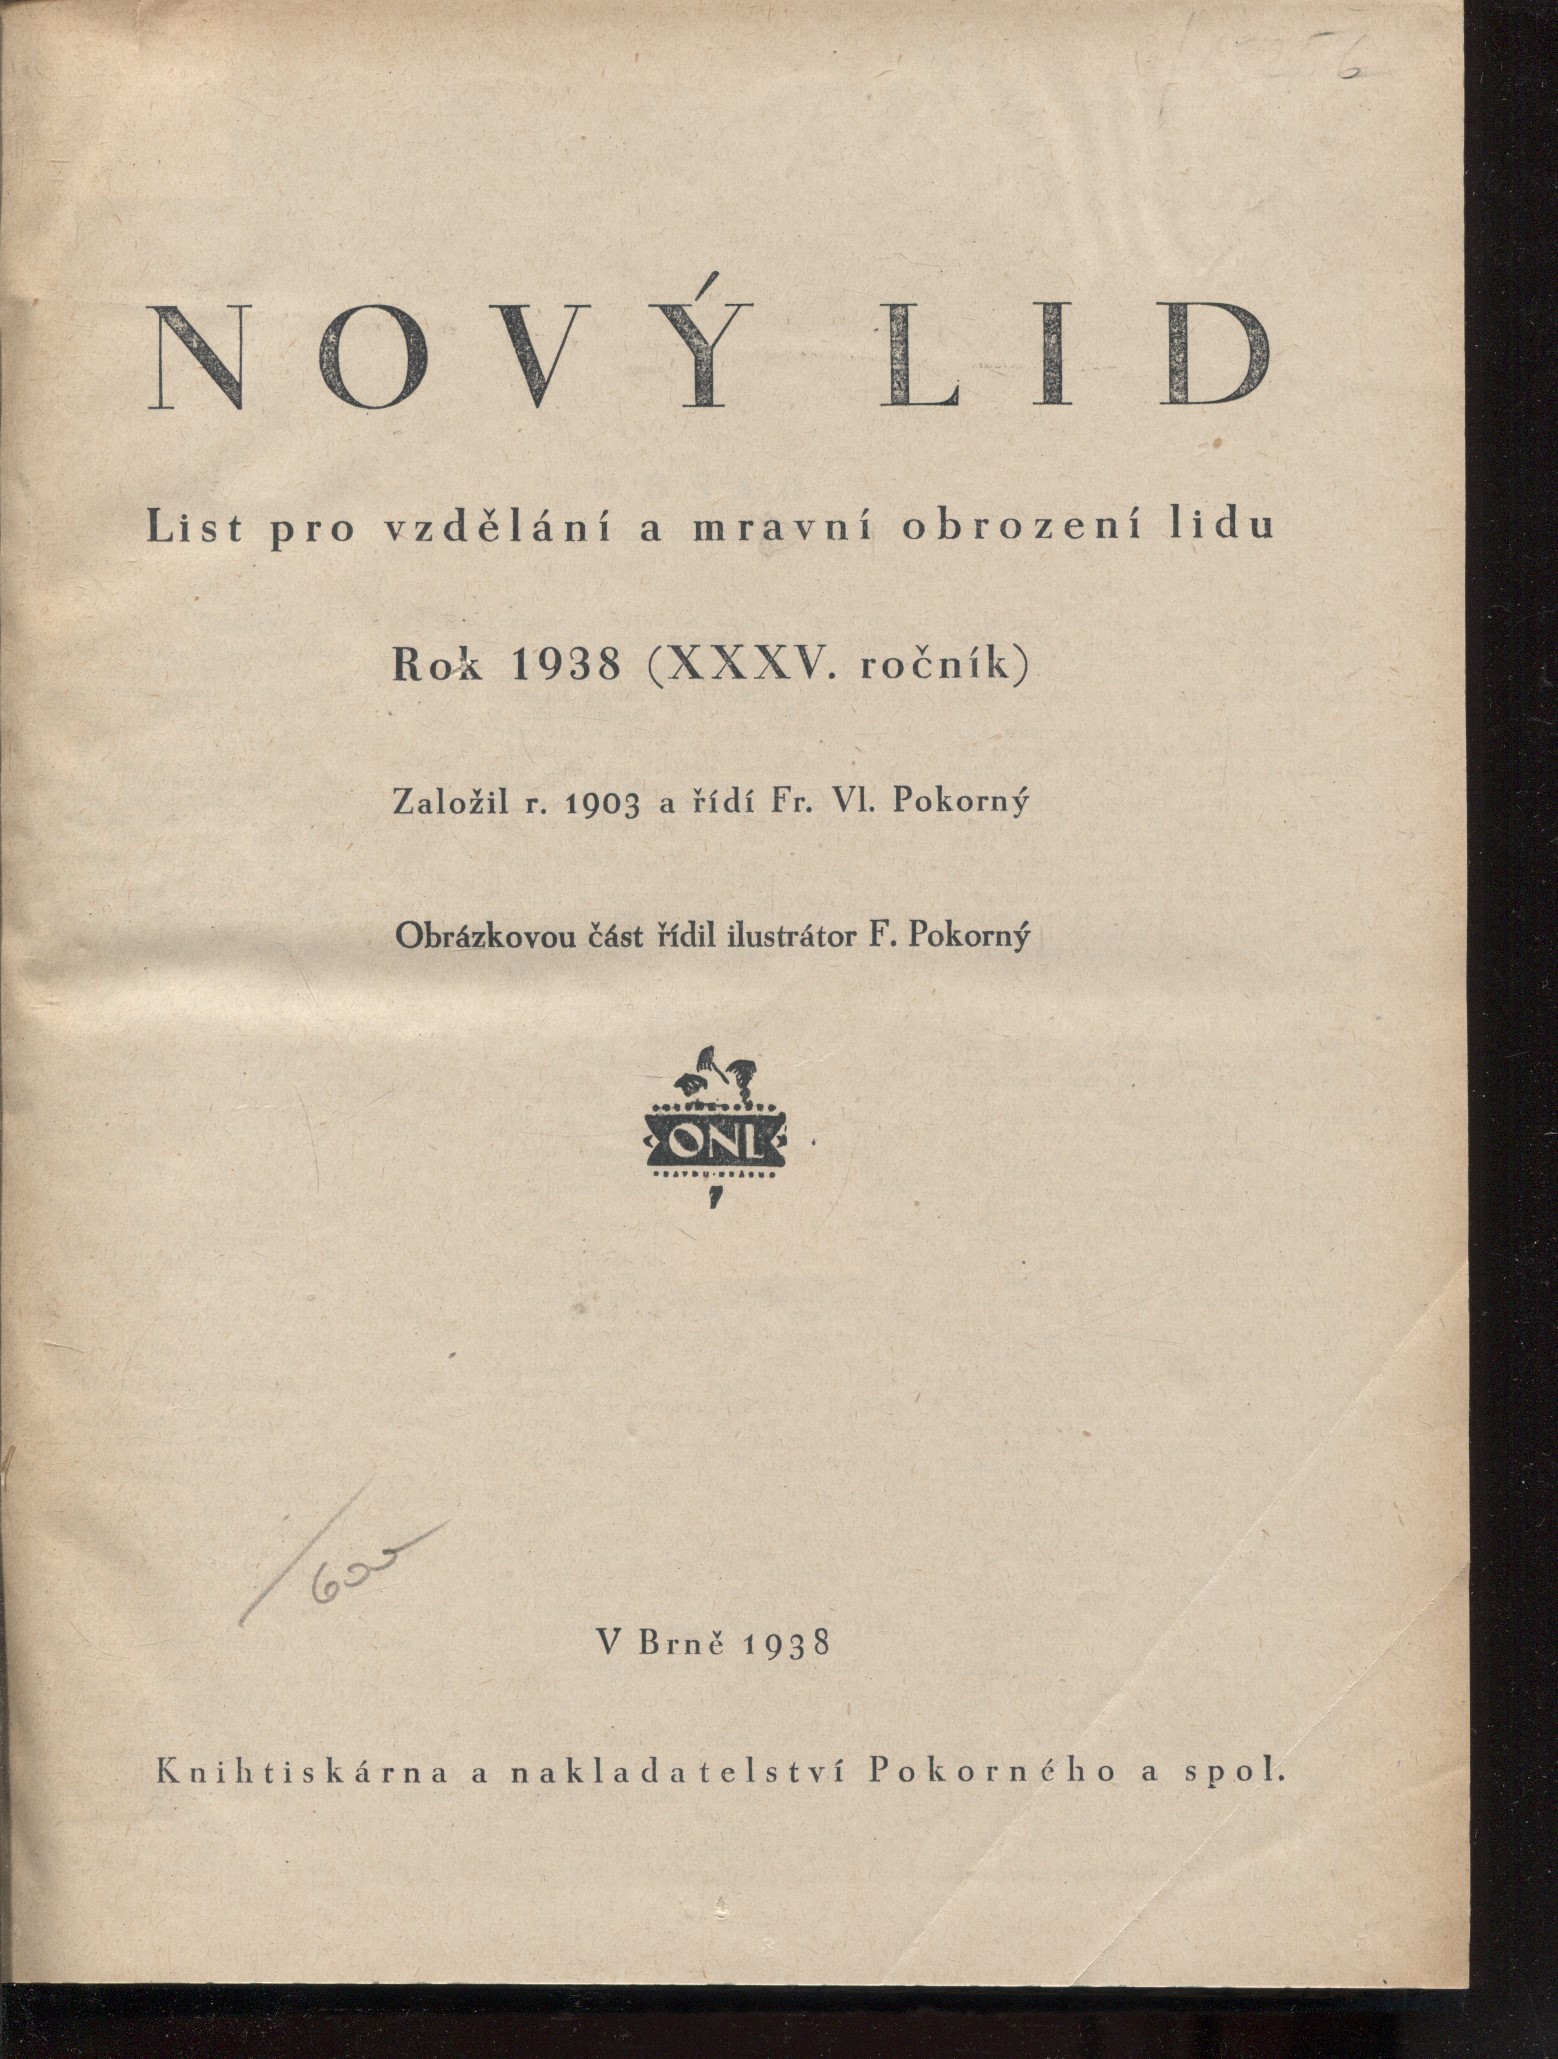 NOVÝ LID
List pro vzdělání a mravní obrození lidu
Rok 1938 (XXXV. ročník)
Založil r. 1903 a řídí Fr. Vl. Pokorný
Obrázkovou část řídil ilustrátor F. Pokorný
ONL
V Brně 1938
Knihtiskárna a nakladatelství Pokorného a spol.